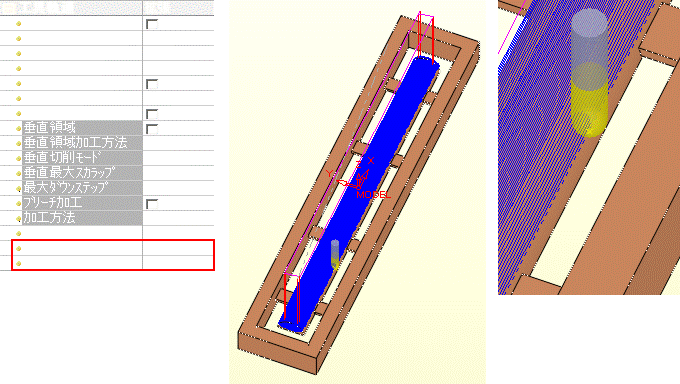 垂直領域
垂直領域加工方法
垂直切削ﾓｰﾄﾞ
垂直最大ｽｶﾗｯﾌﾟ
最大ﾀﾞｳﾝｽﾃｯﾌﾟ
ﾌﾞﾘｰﾁ加工
加工方法
Z
X
Y
MODEL